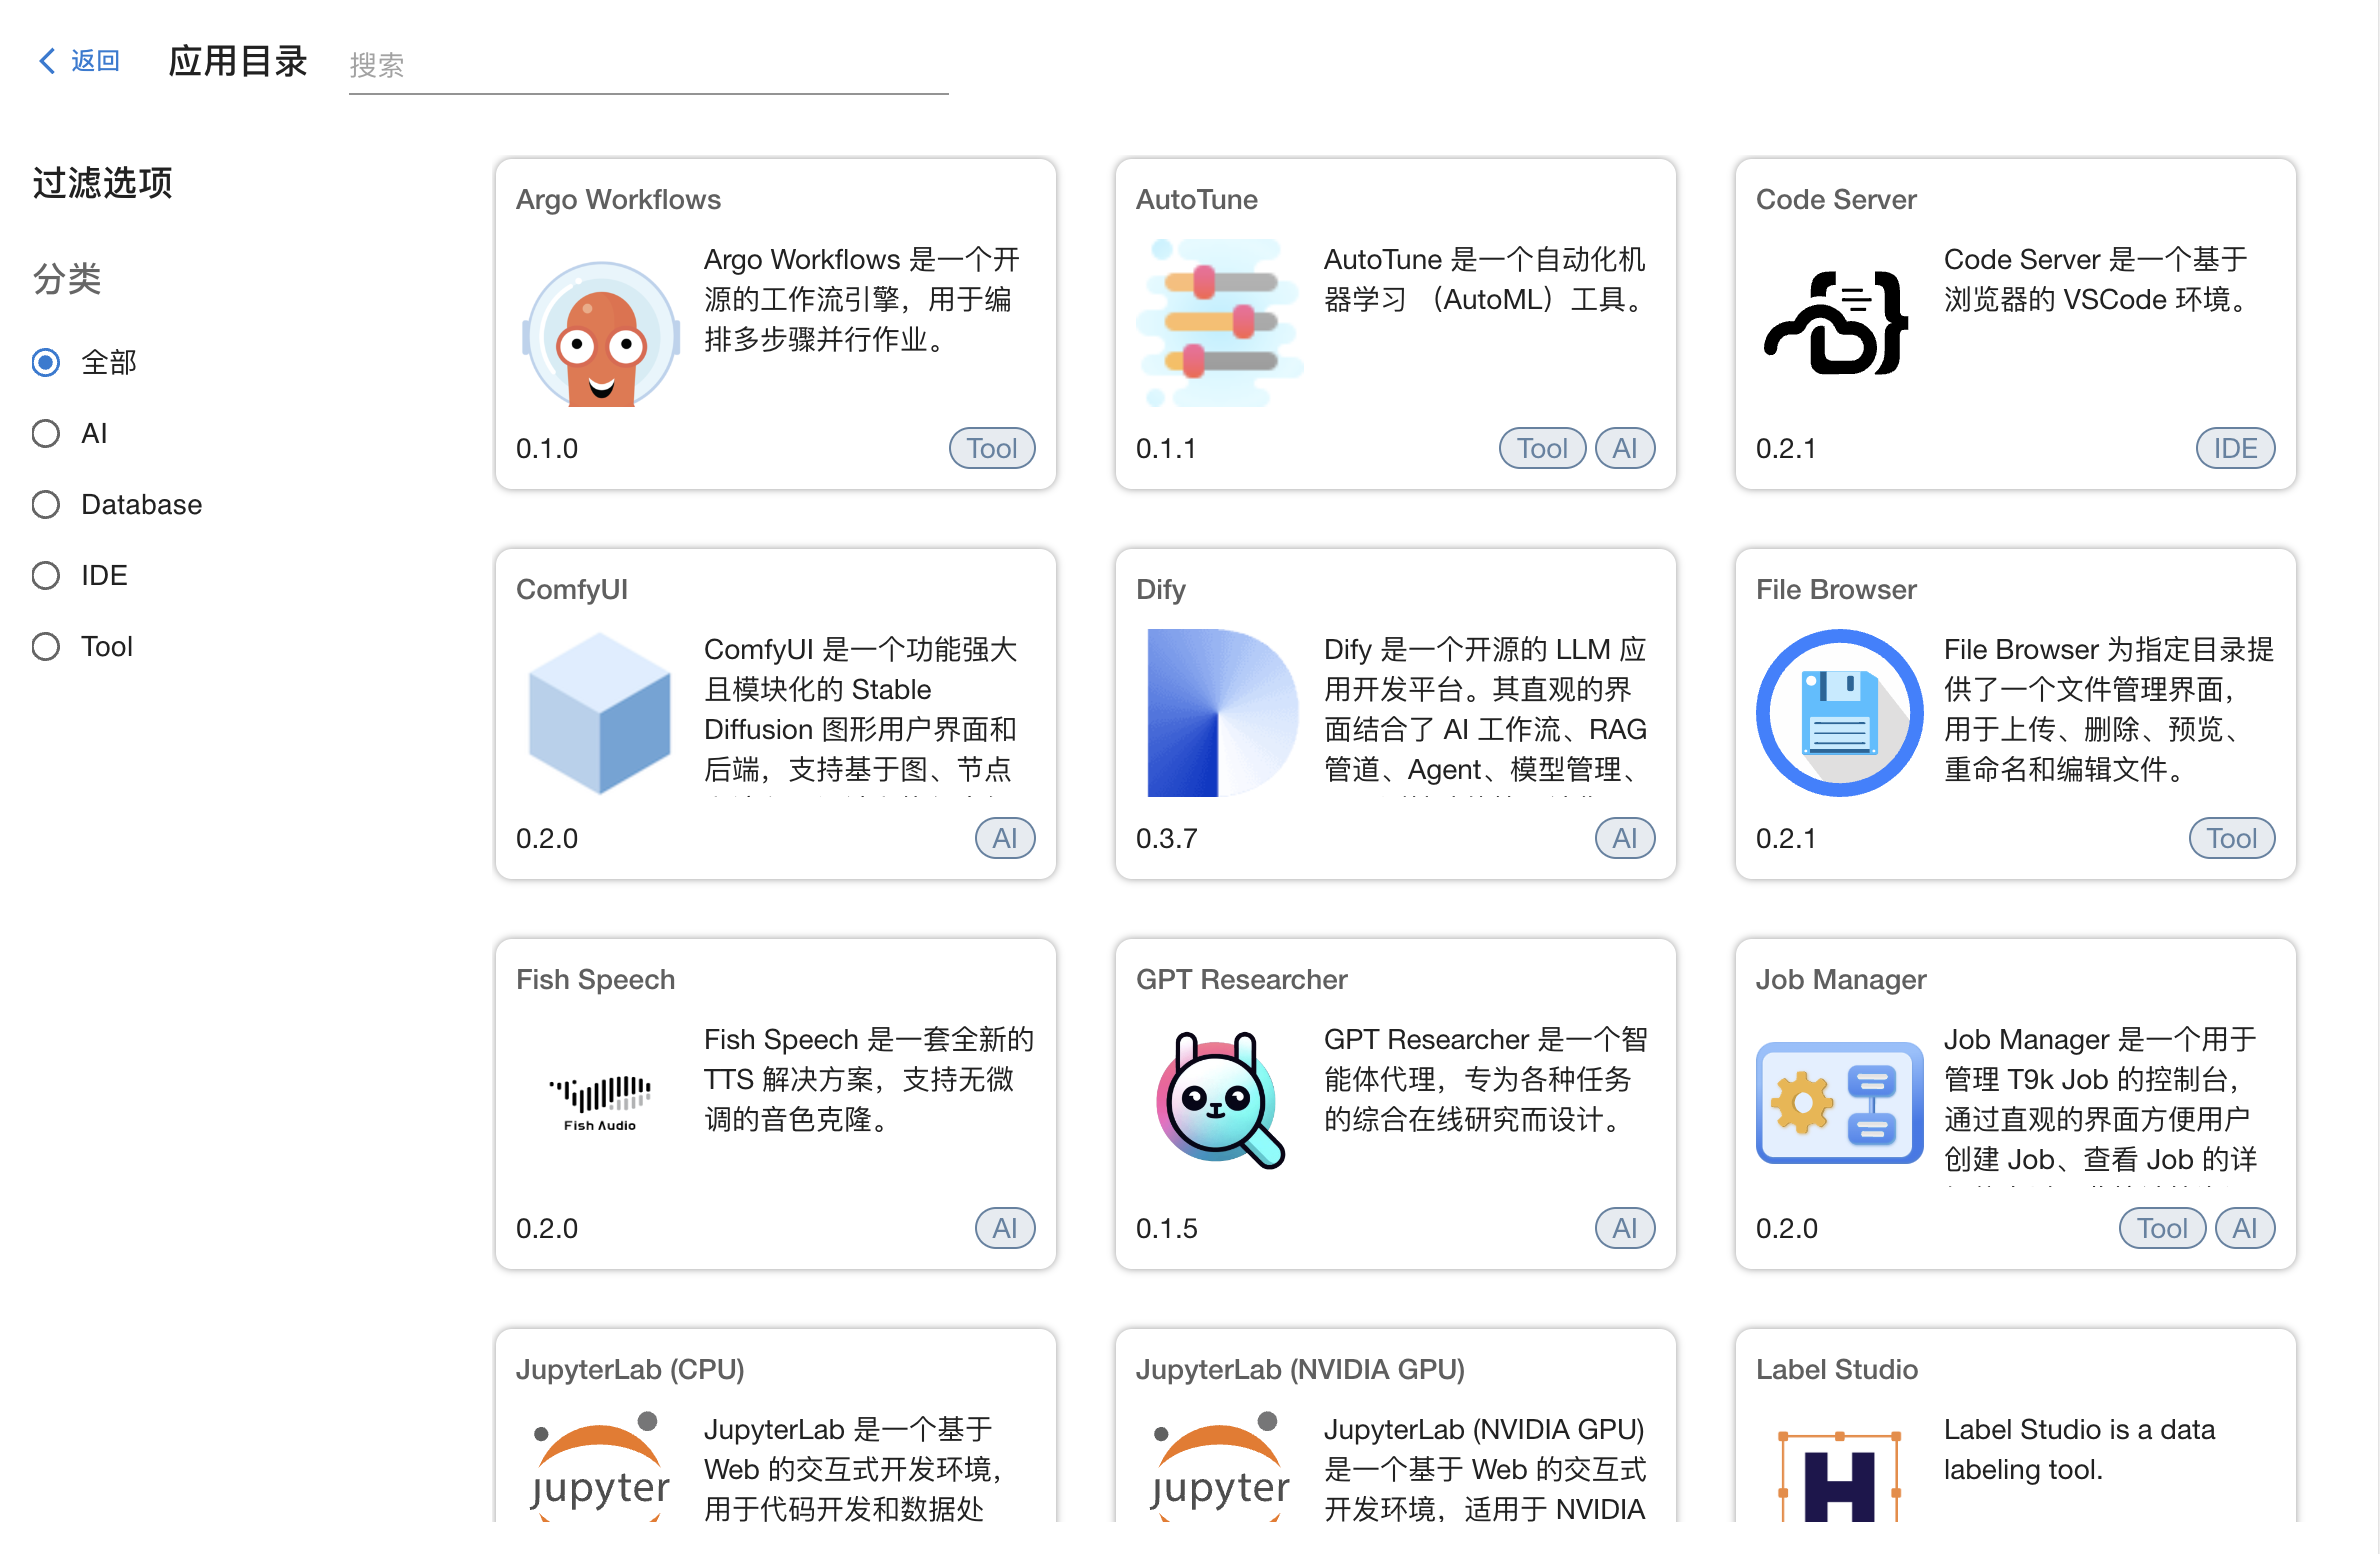 返回
应用目录
搜索
过滤选项
分类
全部
AI
Database
IDE
Tool
Argo Workflows
Argo Workflows 是一个开
源的工作流引擎，用于编
排多步骤并行作业。
0.1.0
Tool
AutoTune
AutoTune 是一个自动化机
器学习 （AutoML）工具。
0.1.1
Tool
AI
Code Server
Code Server 是一个基于
浏览器的 VSCode 环境。
0.2.1
IDE
ComfyUI
ComfyUI 是一个功能强大
且模块化的 Stable
Diffusion 图形用户界面和
后端，支持基于图、节点
0.2.0
AI
Dify
Dify 是一个开源的 LLM 应
用开发平台。其直观的界
面结合了 AI 工作流、RAG
管道、Agent、模型管理、
0.3.7
AI
File Browser
File Browser 为指定目录提
供了一个文件管理界面，
用于上传、删除、预览、
重命名和编辑文件。
0.2.1
Tool
Fish Speech
Fish Audio
Fish Speech 是一套全新的
TTS 解决方案，支持无微
调的音色克隆。
0.2.0
AI
GPT Researcher
GPT Researcher 是一个智
能体代理，专为各种任务
的综合在线研究而设计。
0.1.5
AI
Job Manager
Job Manager 是一个用于
管理 T9k Job 的控制台，
通过直观的界面方便用户
创建 Job、查看 Job 的详
0.2.0
Tool
AI
JupyterLab (CPU)
jupyter
JupyterLab 是一个基于
Web 的交互式开发环境，
用于代码开发和数据处
JupyterLab (NVIDIA GPU)
jupyter
JupyterLab (NVIDIA GPU)
是一个基于 Web 的交互式
开发环境，适用于 NVIDIA
Label Studio
Label Studio is a data
labeling tool.